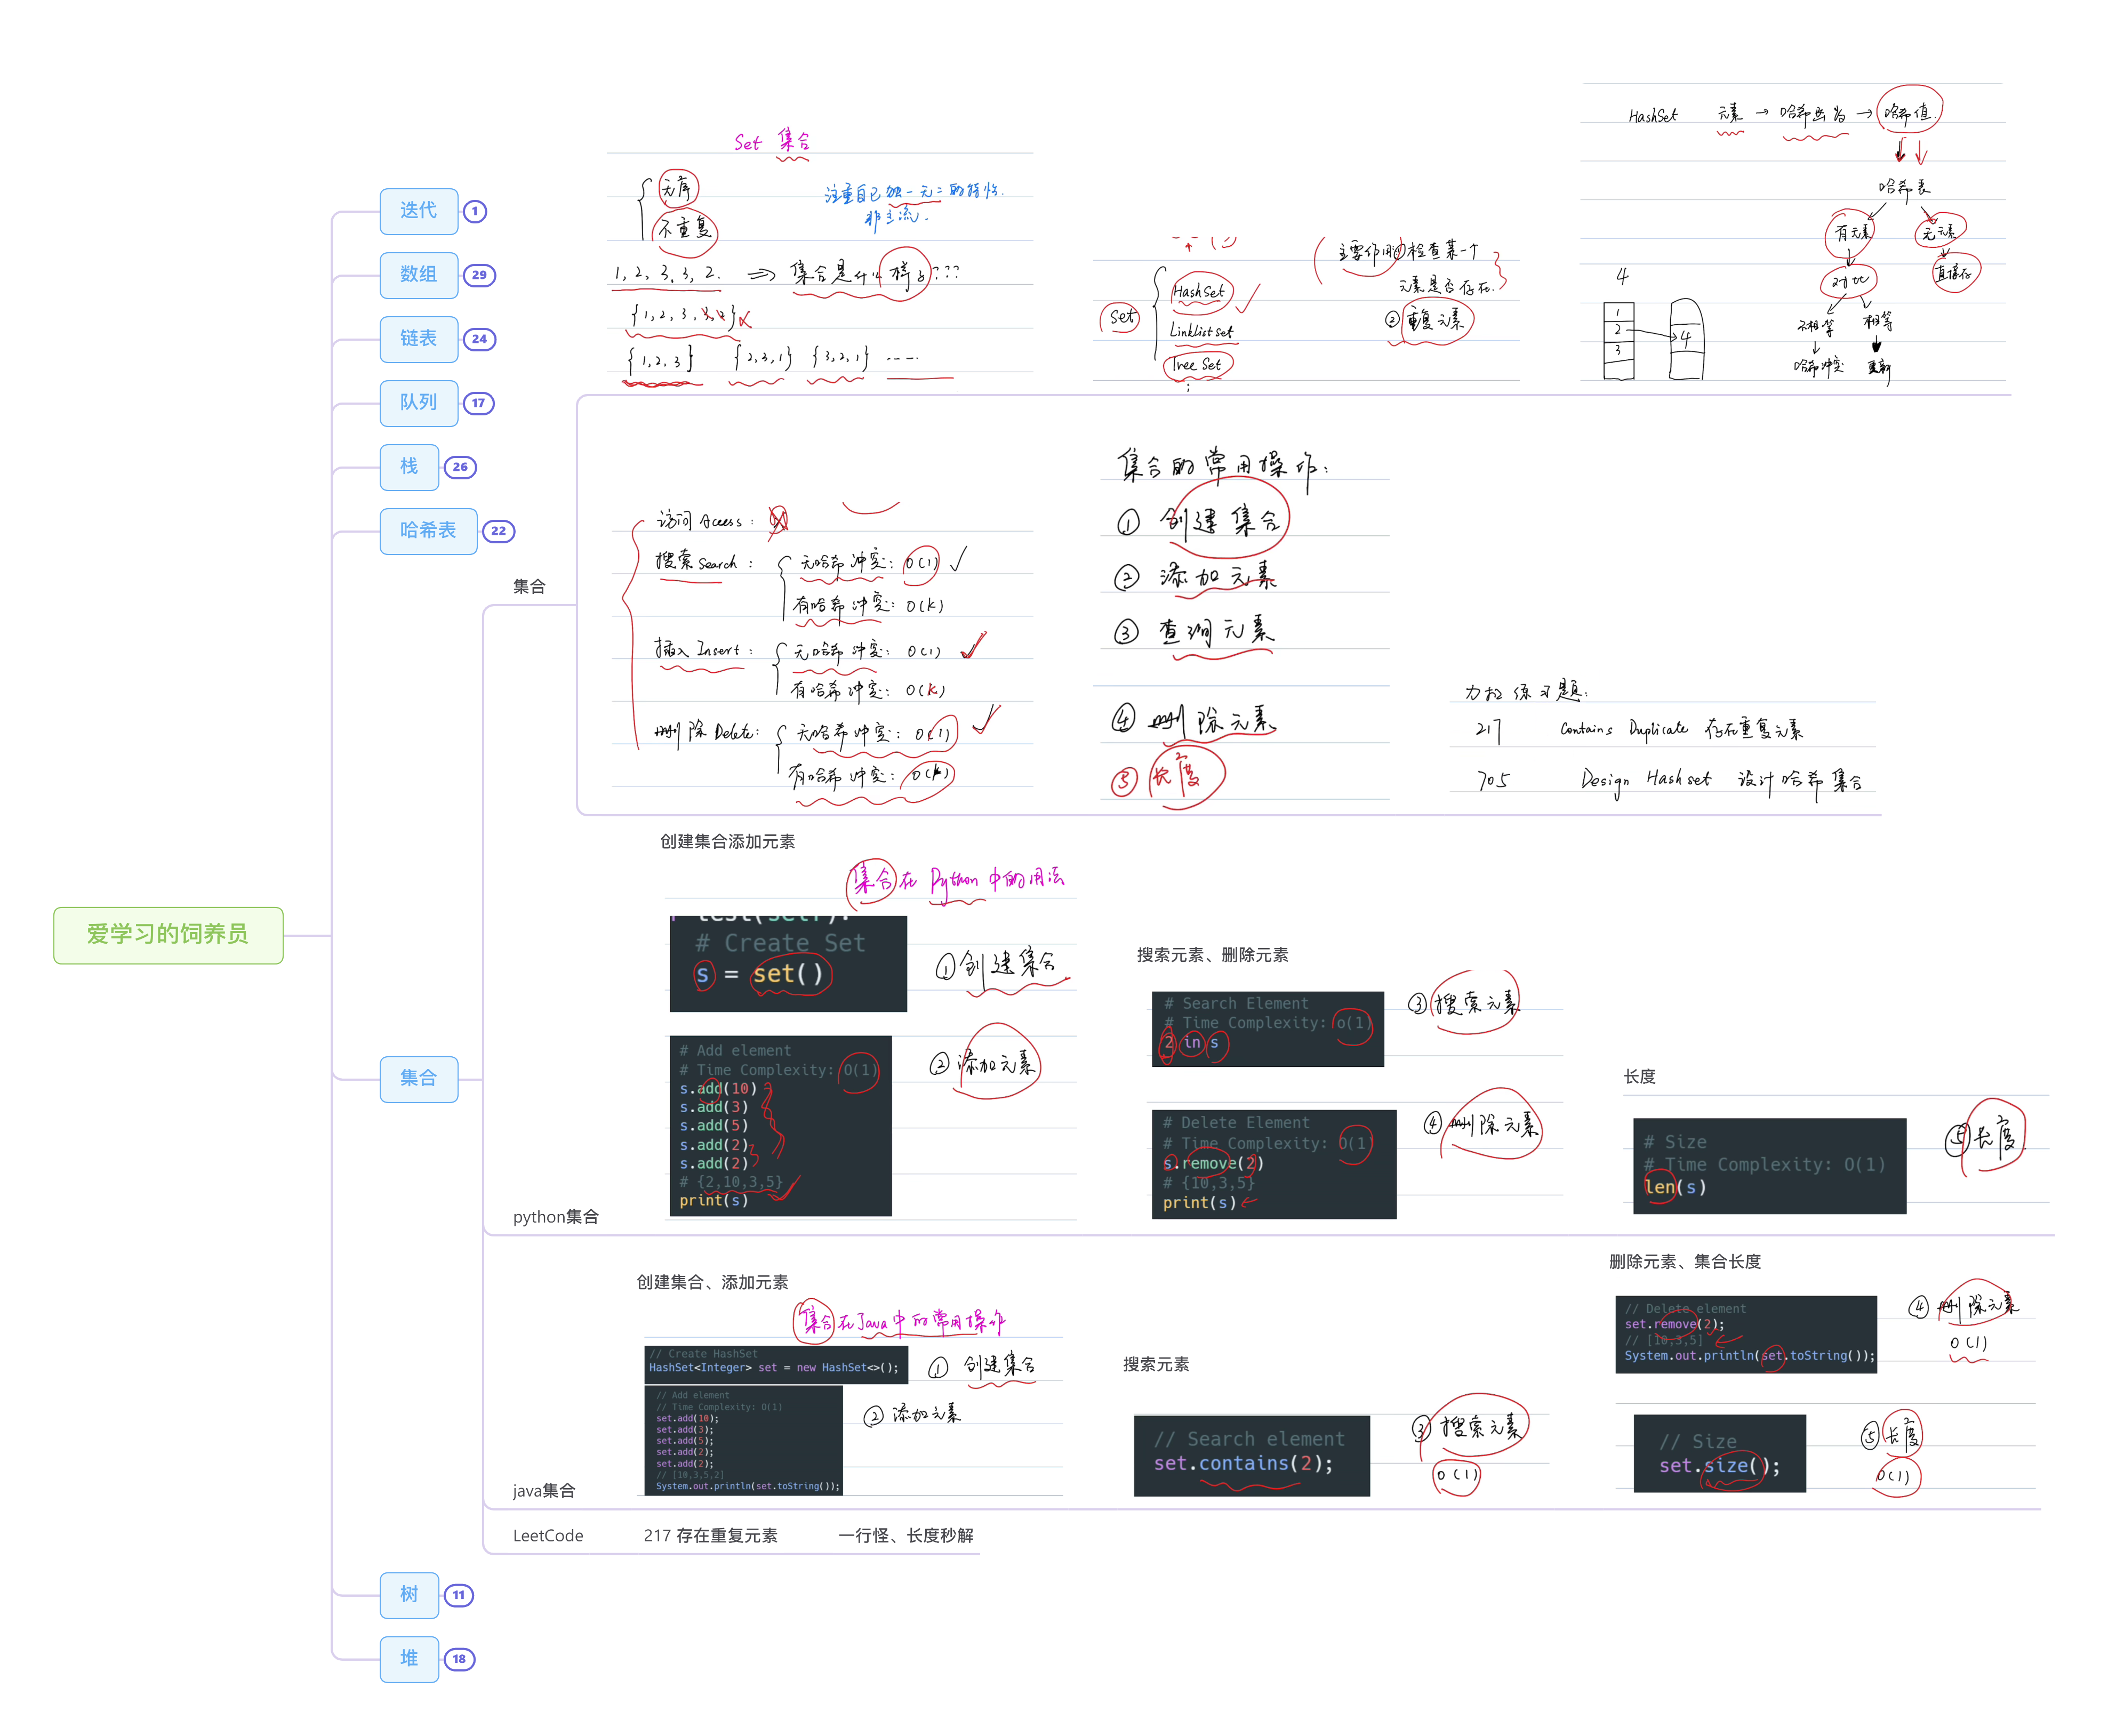 爱学习的饲养员
迭代 1
数组 29
链表 24
队列 17
栈 26
哈希表 22
集合
集合
Set 集合
无序
不重复
注重自己独一无二的特性.
非主流.
1, 2, 3, 3, 2. => 集合是什么样子???
{1, 2, 3, 3, 2}
{1, 2, 3} {2, 3, 1} {3, 2, 1} ----.
Set
HashSet
LinklistSet
TreeSet
主要作用① 检查某一个
元素是否存在.
② 重复元素
HashSet 元素 → 哈希函数 → 哈希值.
哈希表
有元素 无元素
对比 直接存
不相等 相等
哈希冲突 更新
4
1
2
3
4
访问 Access:
搜索 Search: 无哈希冲突: O(1)
有哈希冲突: O(K)
插入 Insert: 无哈希冲突: O(1)
有哈希冲突: O(K)
删除 Delete: 无哈希冲突: O(1)
有哈希冲突: O(k)
集合的常用操作:
① 创建集合
② 添加元素
③ 查询元素
④ 删除元素
⑤ 长度
力扣练习题:
217 Contains Duplicate 存在重复元素
705 Design Hashset 设计哈希集合
python集合
创建集合添加元素
集合在 Python 中的用法
test(self):
# Create Set
s = set()
① 创建集合
# Add element
# Time Complexity: O(1)
s.add(10)
s.add(3)
s.add(5)
s.add(2)
s.add(2)
# {2,10,3,5}
print(s)
② 添加元素
搜索元素、删除元素
# Search Element
# Time Complexity: o(1)
2 in s
③ 搜索元素
# Delete Element
# Time Complexity: O(1)
s.remove(2)
# {10,3,5}
print(s)
④ 删除元素
长度
# Size
# Time Complexity: O(1)
len(s)
⑤ 长度
java集合
创建集合、添加元素
集合在Java中的常用操作
// Create HashSet
HashSet<Integer> set = new HashSet<>();
① 创建集合
// Add element
// Time Complexity: O(1)
set.add(10);
set.add(3);
set.add(5);
set.add(2);
set.add(2);
// [10,3,5,2]
System.out.println(set.toString());
② 添加元素
搜索元素
// Search element
set.contains(2);
③ 搜索元素
O(1)
删除元素、集合长度
// Delete element
set.remove(2);
// [10,3,5]
System.out.println(set.toString());
④ 删除元素
O(1)
// Size
set.size();
⑤ 长度
O(1)
LeetCode 217 存在重复元素 一行怪、长度秒解
树 11
堆 18